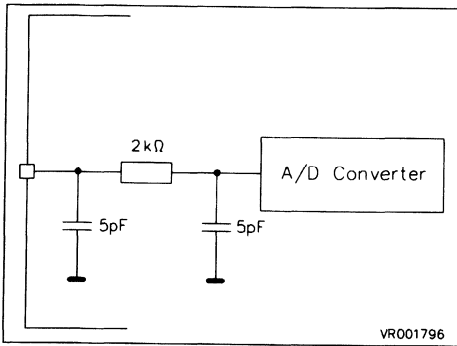 2kΩ
A/D Converter
5pF
5pF
VR001796